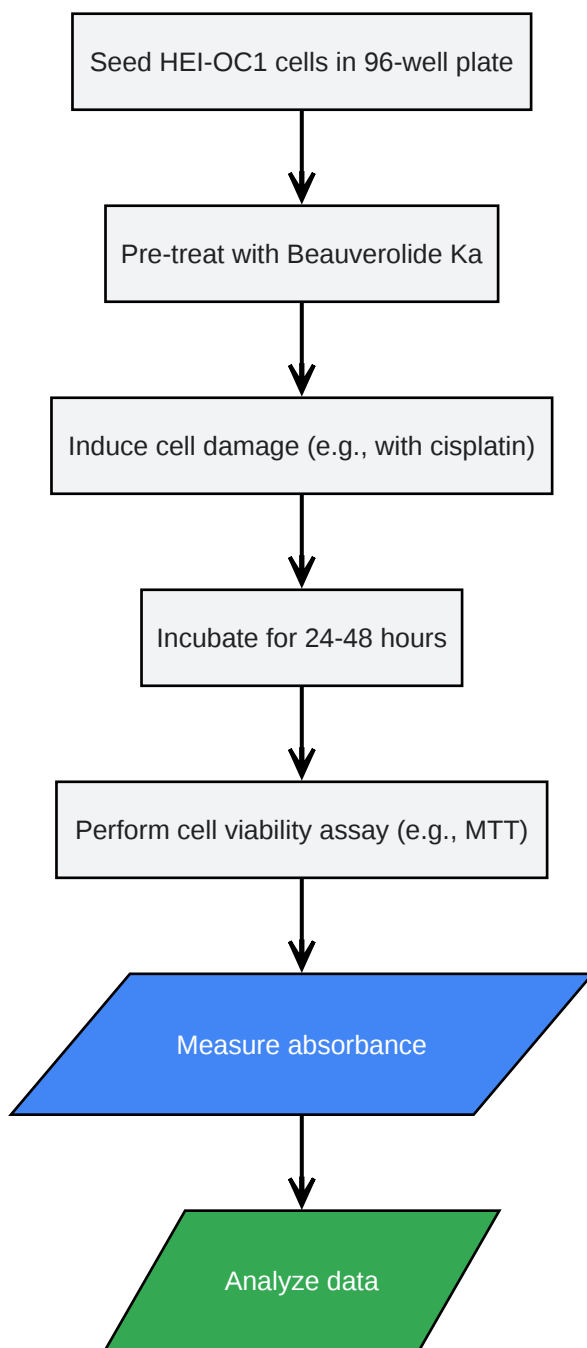 Seed HEI-OC1 cells in 96-well plate
Pre-treat with Beauverolide Ka
Induce cell damage (e.g., with cisplatin)
Incubate for 24-48 hours
Perform cell viability assay (e.g., MTT)
Measure absorbance
Analyze data